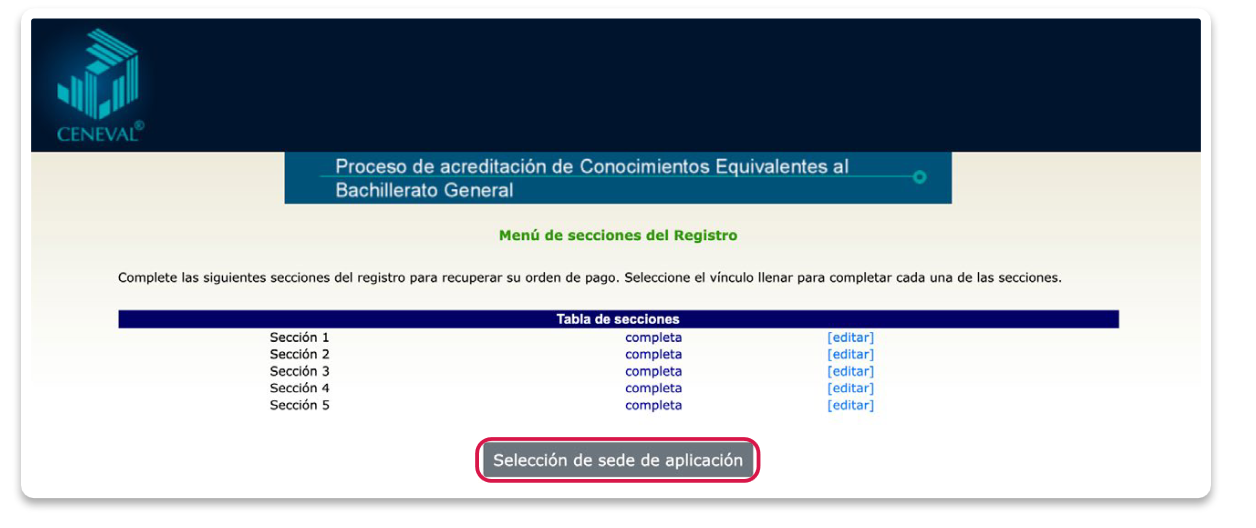 CENEVAL®
Proceso de acreditación de Conocimientos Equivalentes al
Bachillerato General
Menú de secciones del Registro
Complete las siguientes secciones del registro para recuperar su orden de pago. Seleccione el vínculo llenar para completar cada una de las secciones.
Tabla de secciones
Sección 1 completa [editar]
Sección 2 completa [editar]
Sección 3 completa [editar]
Sección 4 completa [editar]
Sección 5 completa [editar]
Selección de sede de aplicación